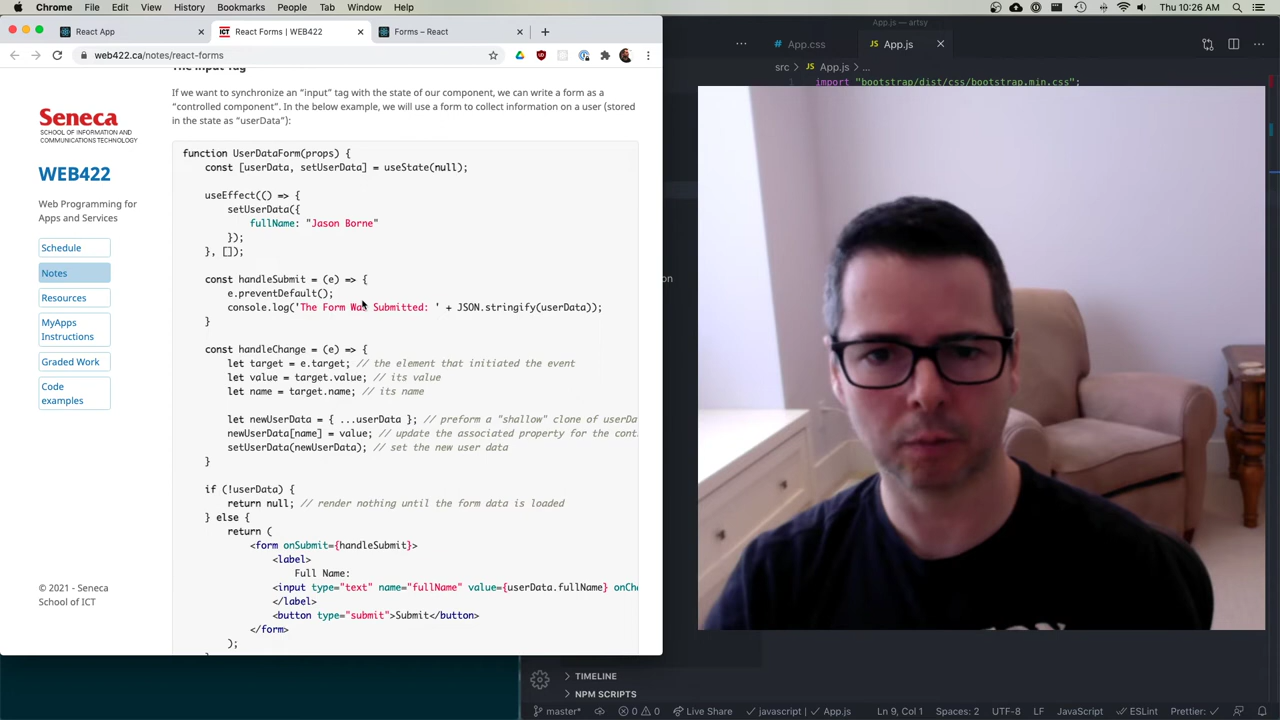 Chrome File Edit View History Bookmarks People Tab Window Help
Thu 10:26 AM App.js — artsy
React App
React Forms | WEB422
Forms – React
web422.ca/notes/react-forms
The Input Tag
If we want to synchronize an “input” tag with the state of our component, we can write a form as a
“controlled component”. In the below example, we will use a form to collect information on a user (stored
in the state as “userData”):
Seneca
SCHOOL OF INFORMATION AND
COMMUNICATIONS TECHNOLOGY
WEB422
Web Programming for
Apps and Services
Schedule
Notes
Resources
MyApps
Instructions
Graded Work
Code
examples
© 2021 - Seneca
School of ICT
function UserDataForm(props) {
const [userData, setUserData] = useState(null);
useEffect(() => {
setUserData({
fullName: "Jason Borne"
});
}, []);
const handleSubmit = (e) => {
e.preventDefault();
console.log('The Form Was Submitted: ' + JSON.stringify(userData));
}
const handleChange = (e) => {
let target = e.target; // the element that initiated the event
let value = target.value; // its value
let name = target.name; // its name
let newUserData = { ...userData }; // preform a "shallow" clone of userDa
newUserData[name] = value; // update the associated property for the cont
setUserData(newUserData); // set the new user data
}
if (!userData) {
return null; // render nothing until the form data is loaded
} else {
return (
<form onSubmit={handleSubmit}>
<label>
Full Name:
<input type="text" name="fullName" value={userData.fullName} onCh
</label>
<button type="submit">Submit</button>
</form>
);
App.css
App.js
src > App.js > ...
1 import "bootstrap/dist/css/bootstrap.min.css";
on
TIMELINE
NPM SCRIPTS
master* 0 0 Live Share javascript App.js Ln 9, Col 1 Spaces: 2 UTF-8 LF JavaScript ESLint Prettier: